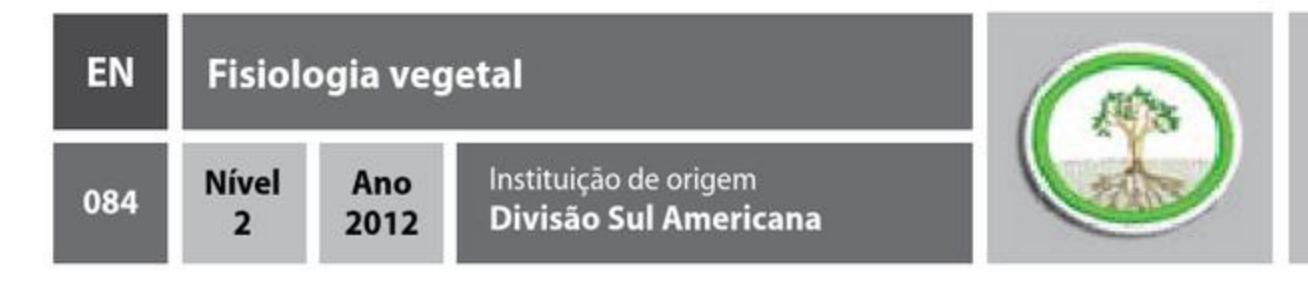 EN
Fisiologia vegetal
084
Nível
2
Ano
2012
Instituição de origem
Divisão Sul Americana